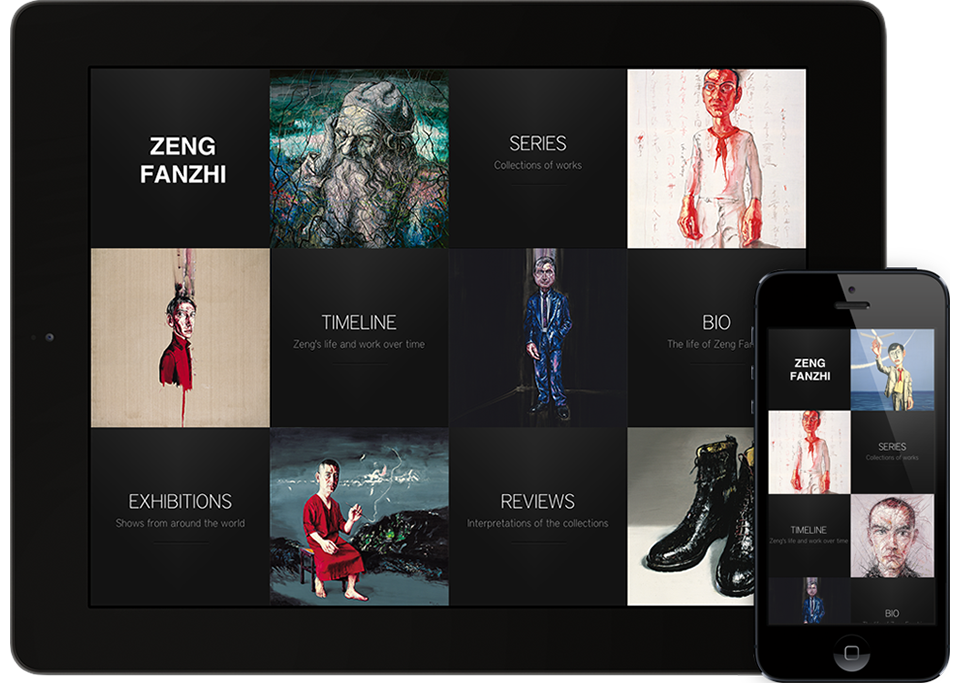 ZENG
FANZHI
SERIES
Collections of works
TIMELINE
Zeng's life and work over time
BIO
The life of Zeng Fan
EXHIBITIONS
Shows from around the world
REVIEWS
Interpretations of the collections
ZENG
FANZHI
SERIES
Collections of works
TIMELINE
Zeng's life and work over time
BIO